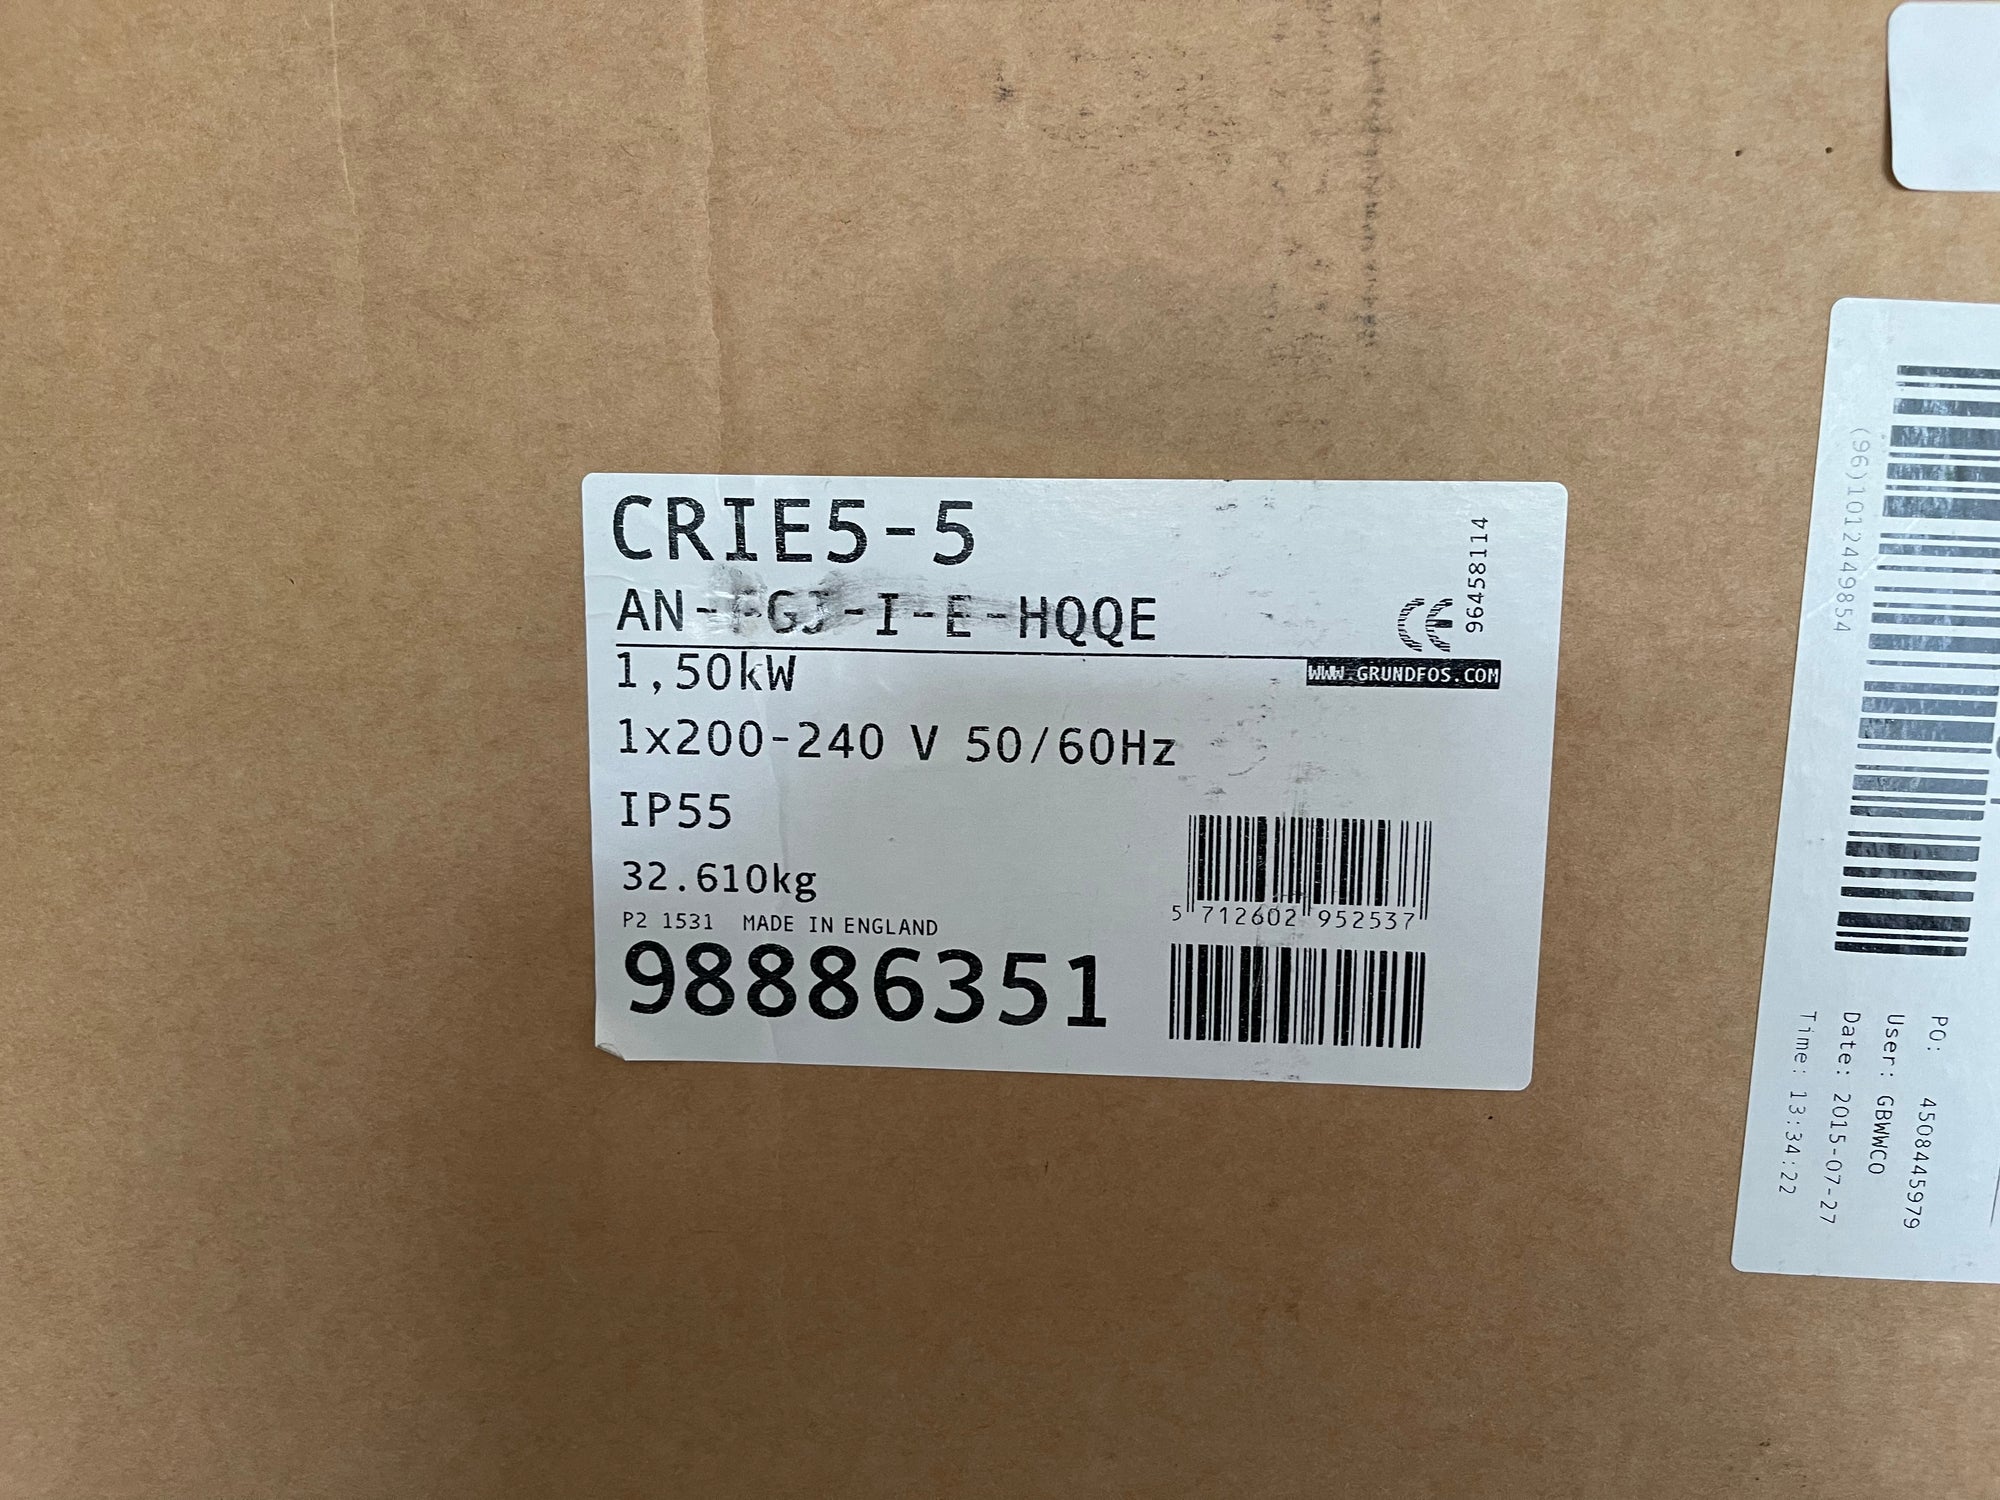 CRIE5-5
AN-FGJ-I-E-HQQE
96458114
WWW.GRUNDFOS.COM
1,50kW
1x200-240 V 50/60Hz
IP55
32.610kg
P2 1531 MADE IN ENGLAND
98886351
5 712602 952537
(96)1012449854
PO: 4508445979
User: GBWWCO
Date: 2015-07-27
Time: 13:34:22